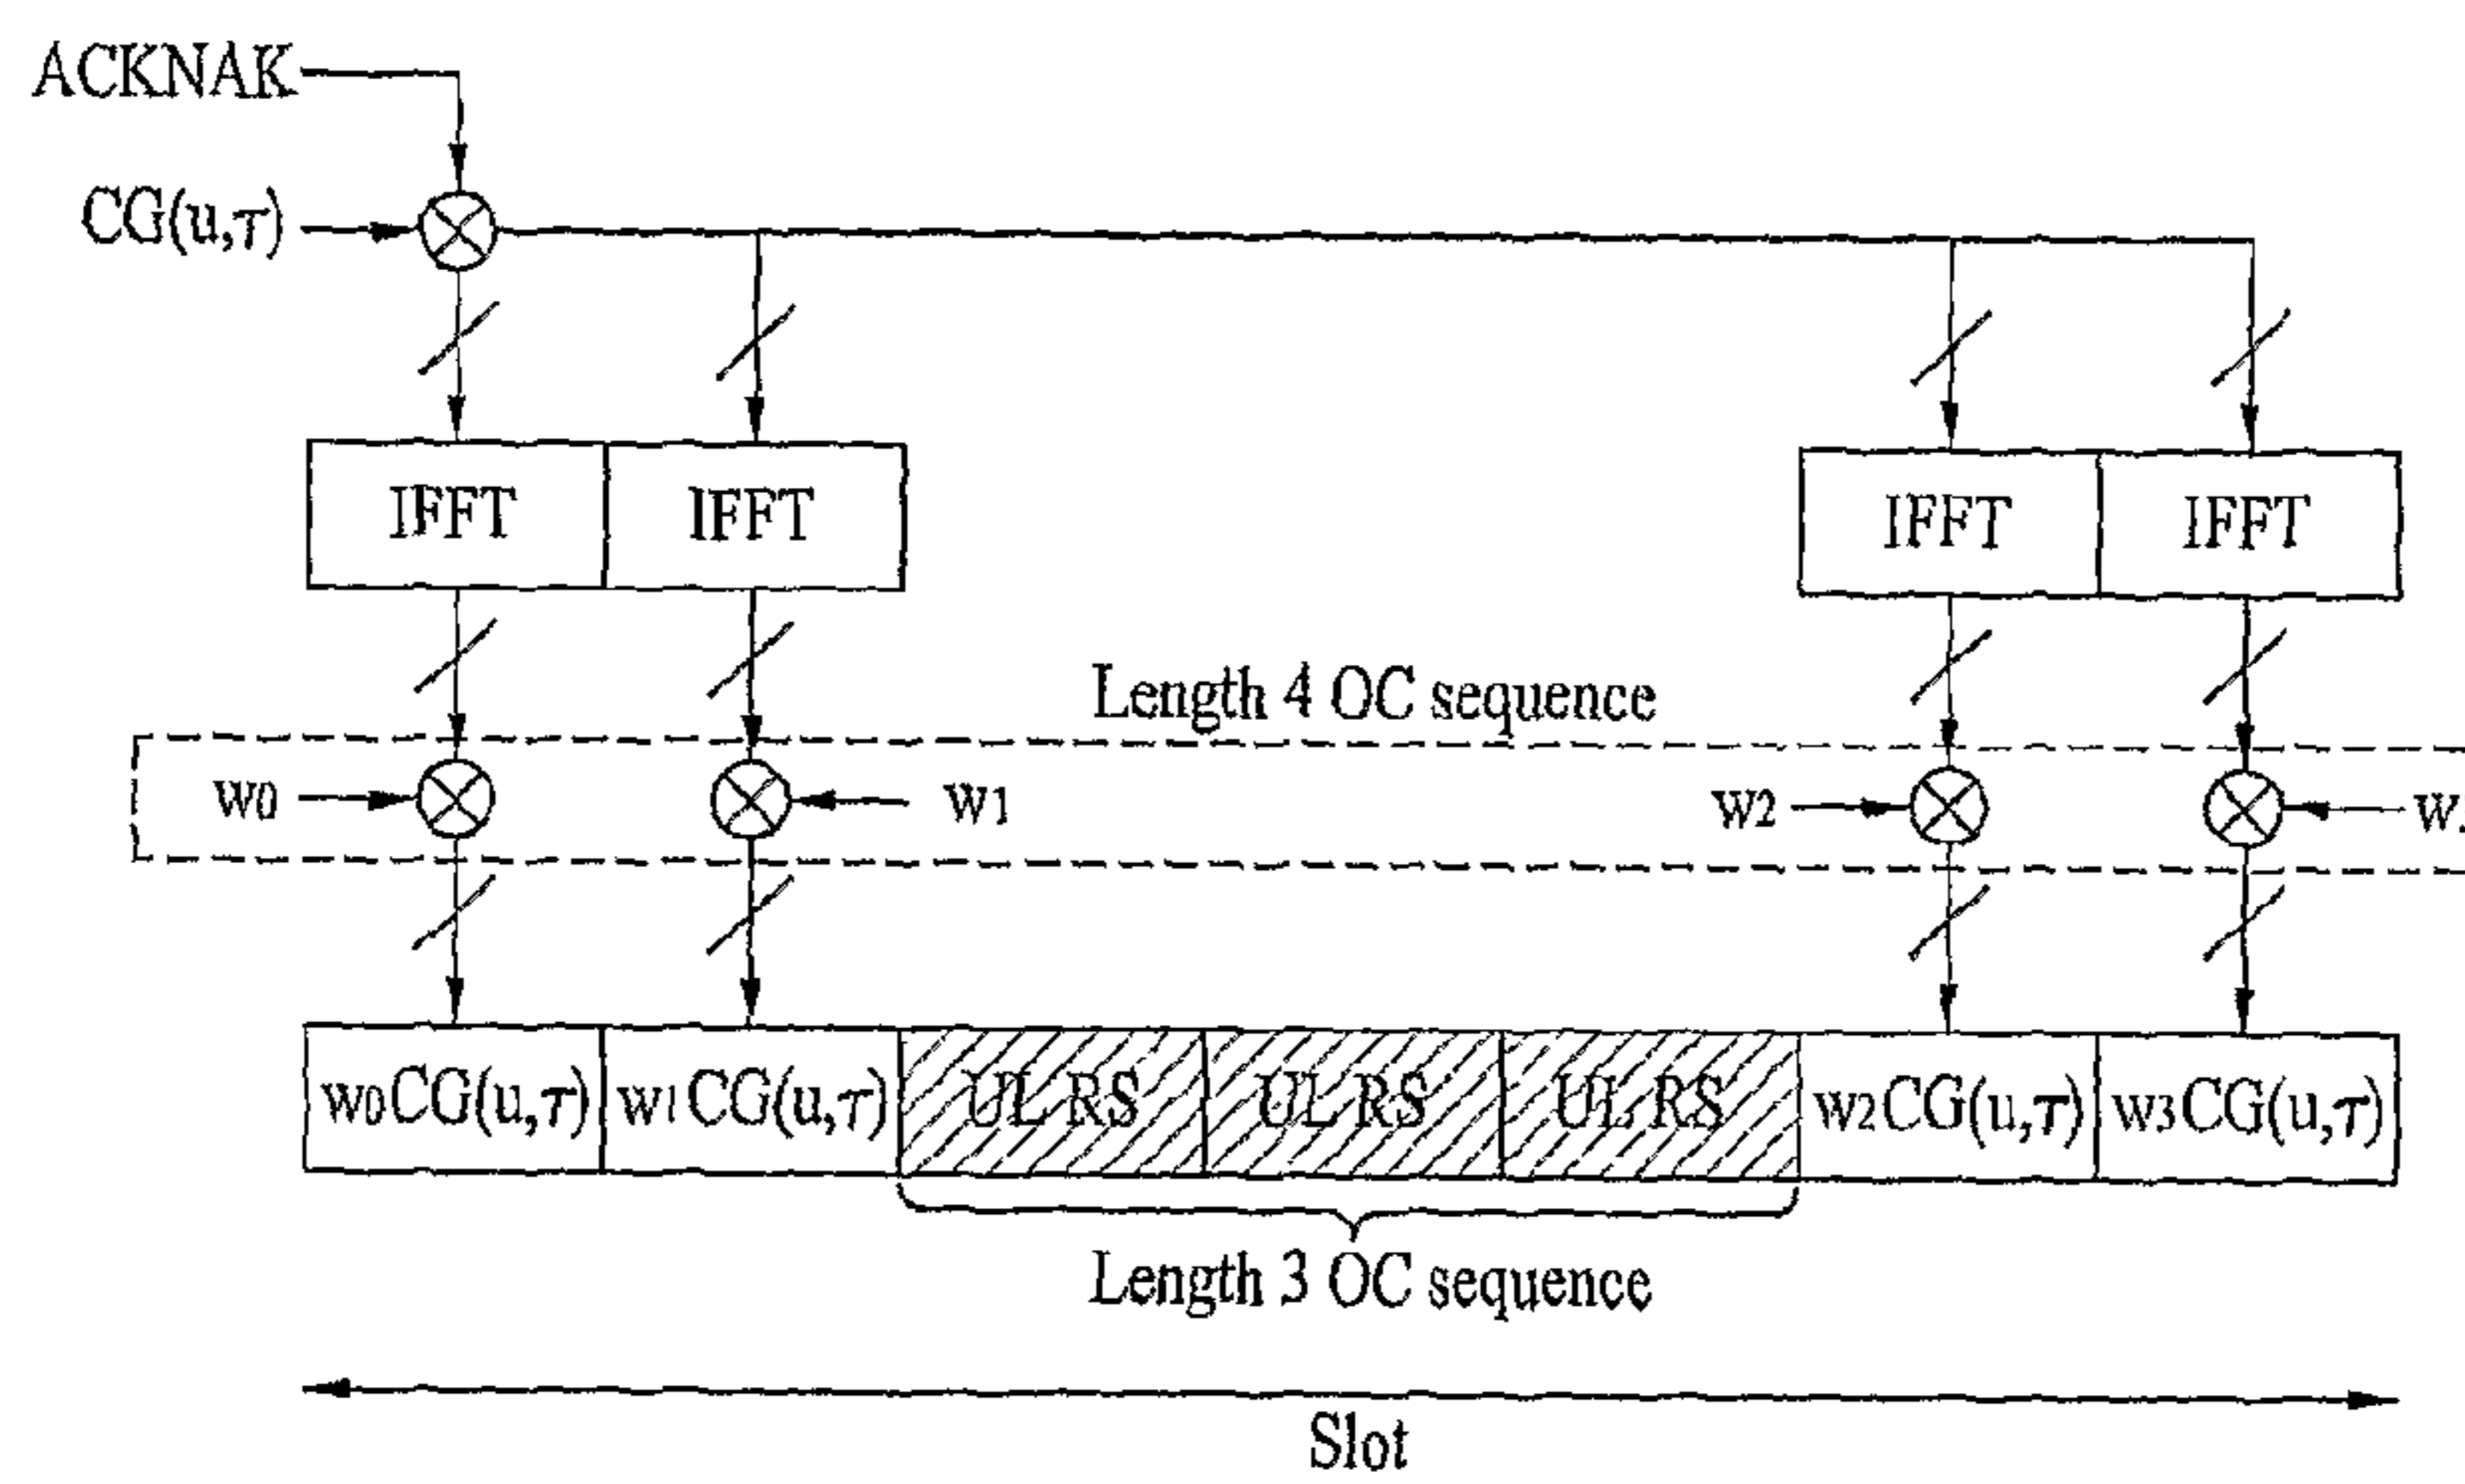 ACKNAK
CG(u,τ)
IFFT IFFT IFFT IFFT
Length 4 OC sequence
w0 w1 w2 w
w0CG(u,τ) w1CG(u,τ) UL RS UL RS UL RS w2CG(u,τ) w3CG(u,τ)
Length 3 OC sequence
Slot